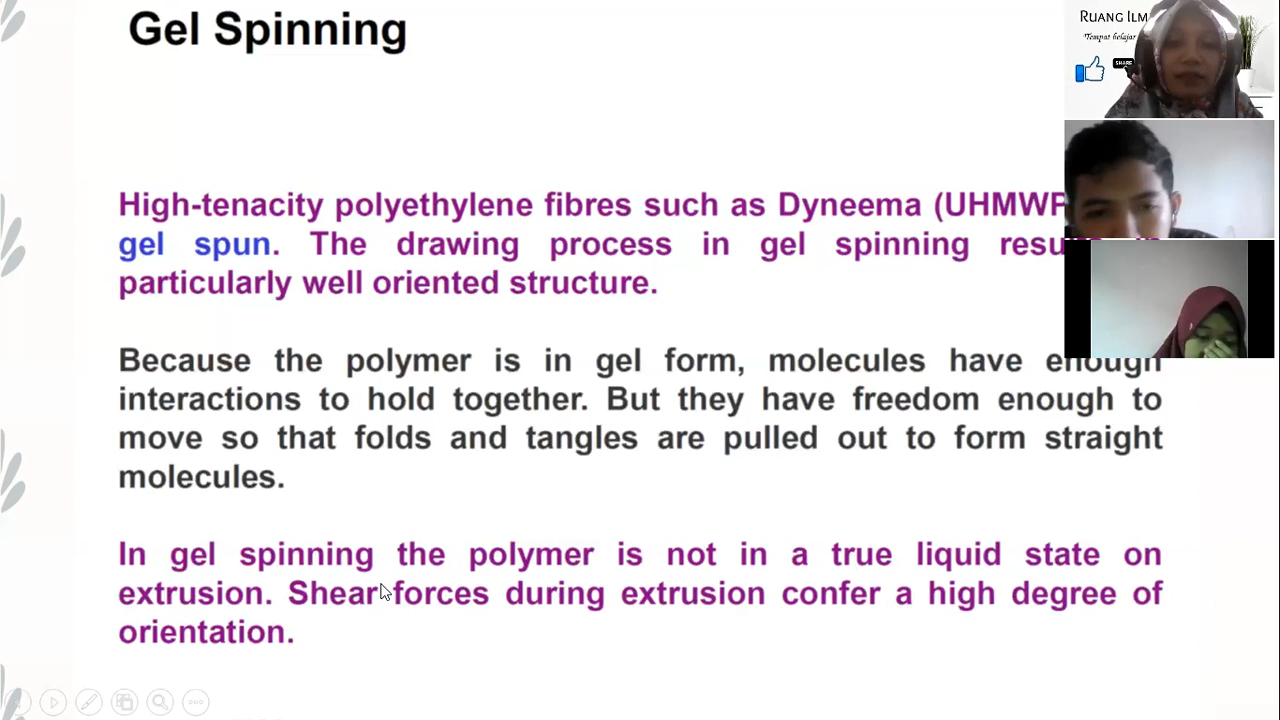 Gel Spinning
RUANG ILM
Tempat belajar
SHARE
High-tenacity polyethylene fibres such as Dyneema (UHMWP
gel spun. The drawing process in gel spinning
particularly well oriented structure.
Because the polymer is in gel form, molecules have enough
interactions to hold together. But they have freedom enough to
move so that folds and tangles are pulled out to form straight
molecules.
In gel spinning the polymer is not in a true liquid state on
extrusion. Shear forces during extrusion confer a high degree of
orientation.